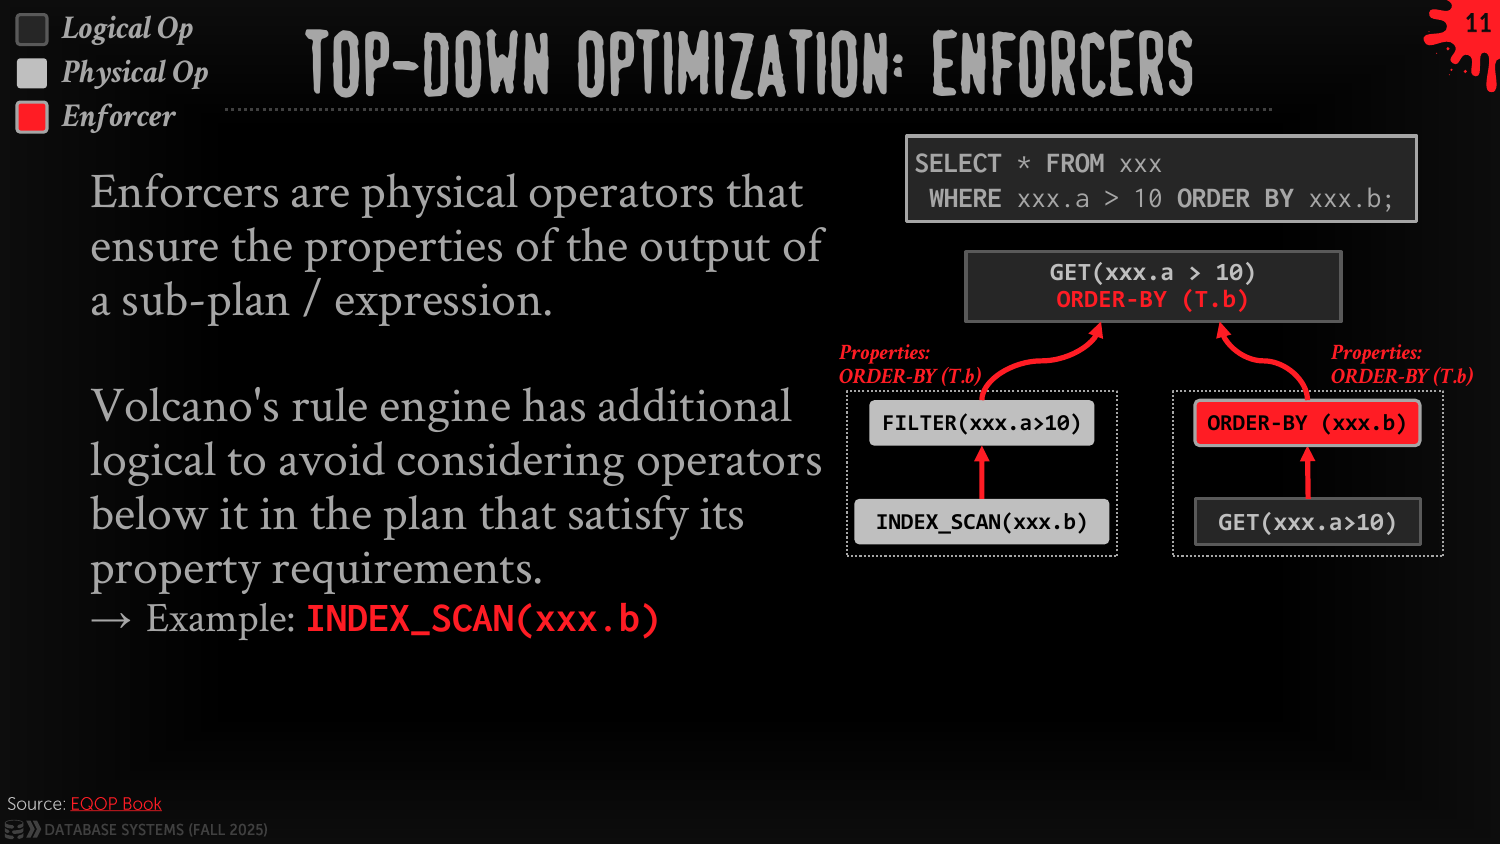 Logical Op
Physical Op
Enforcer
TOP-DOWN OPTIMIZATION: ENFORCERS
11
Enforcers are physical operators that
ensure the properties of the output of
a sub-plan / expression.
Volcano's rule engine has additional
logical to avoid considering operators
below it in the plan that satisfy its
property requirements.
→ Example: INDEX_SCAN(xxx.b)
SELECT * FROM xxx
WHERE xxx.a > 10 ORDER BY xxx.b;
GET(xxx.a > 10)
ORDER-BY (T.b)
Properties:
ORDER-BY (T.b)
FILTER(xxx.a>10)
INDEX_SCAN(xxx.b)
Properties:
ORDER-BY (T.b)
ORDER-BY (xxx.b)
GET(xxx.a>10)
Source: EQOP Book
DATABASE SYSTEMS (FALL 2025)